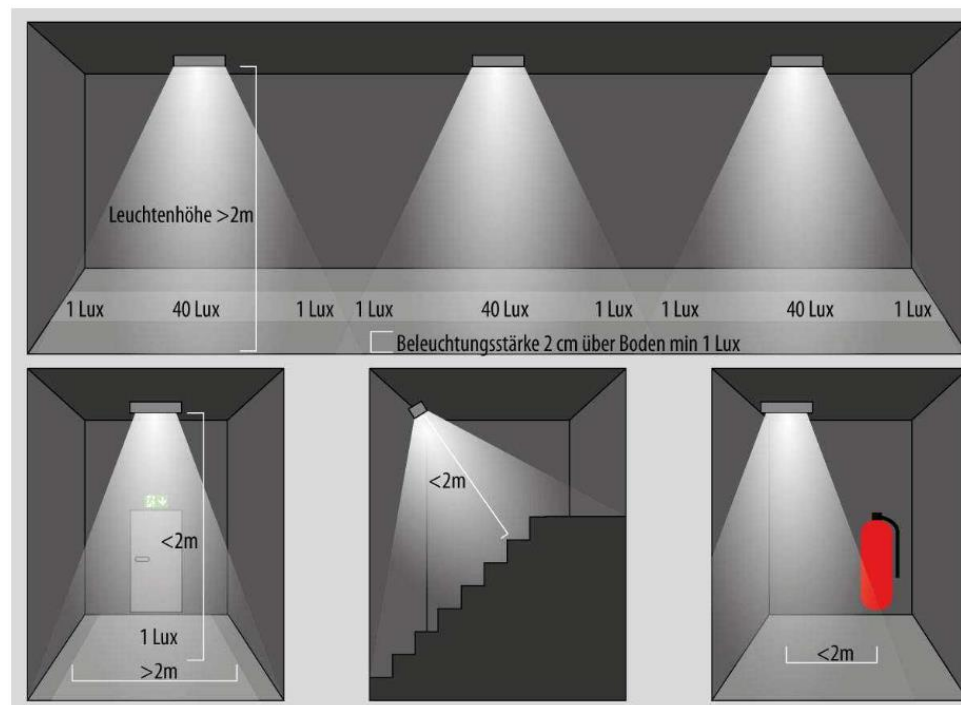 Leuchtenhöhe >2m
1 Lux 40 Lux 1 Lux 1 Lux 40 Lux 1 Lux 1 Lux 40 Lux 1 Lux
Beleuchtungsstärke 2 cm über Boden min 1 Lux
<2m
1 Lux
>2m
<2m
<2m